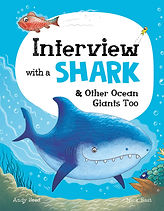 Interview
with a SHARK
& Other Ocean
Giants Too
Andy Seed
Nick East